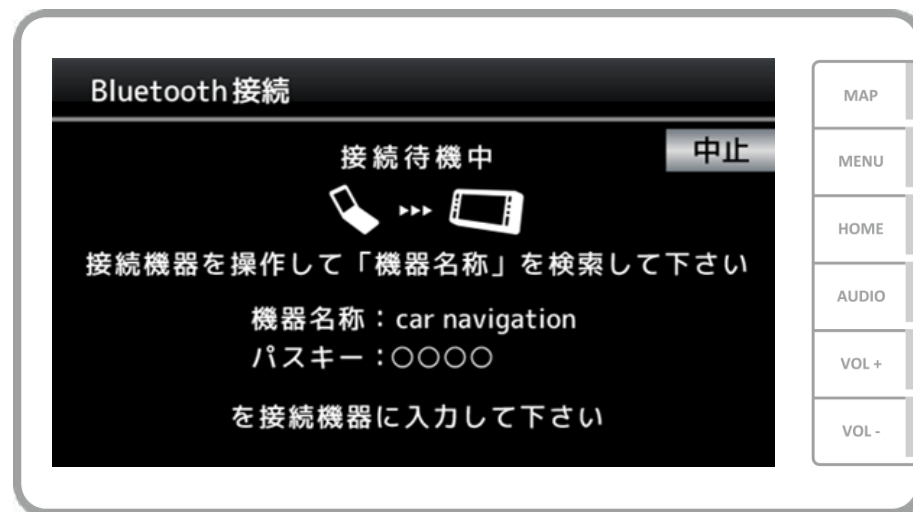 Bluetooth接続
接続待機中
中止
接続機器を操作して「機器名称」を検索して下さい
機器名称：car navigation
パスキー：○○○○
を接続機器に入力して下さい
MAP
MENU
HOME
AUDIO
VOL +
VOL -